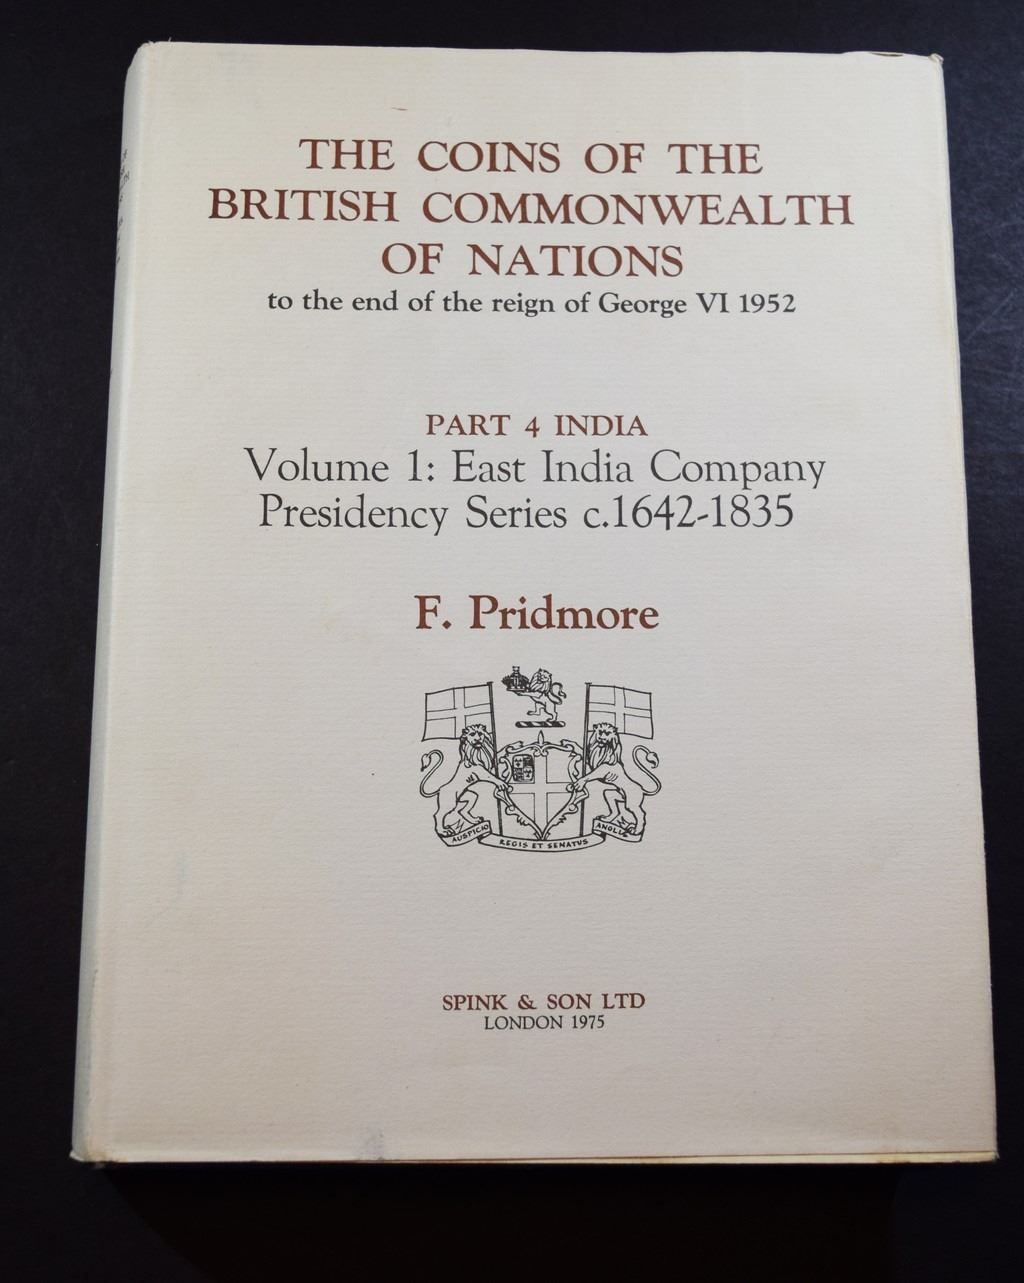 THE COINS OF THE
BRITISH COMMONWEALTH
OF NATIONS
to the end of the reign of George VI 1952
PART 4 INDIA
Volume 1: East India Company
Presidency Series c.1642-1835
F. Pridmore
AUSPICIO
REGIS ET SENATUS
ANGLIÆ
SPINK & SON LTD
LONDON 1975